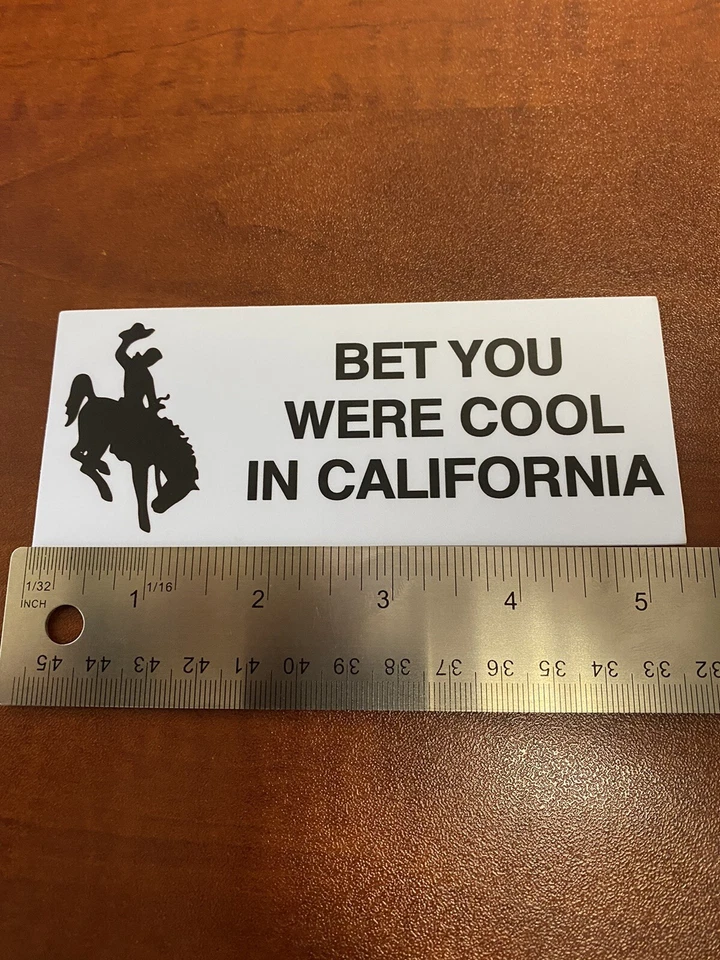 BET YOU
WERE COOL
IN CALIFORNIA
1/32 1/16
INCH 1 2 3 4 5
45 44 43 42 41 40 39 38 37 36 35 34 33 32